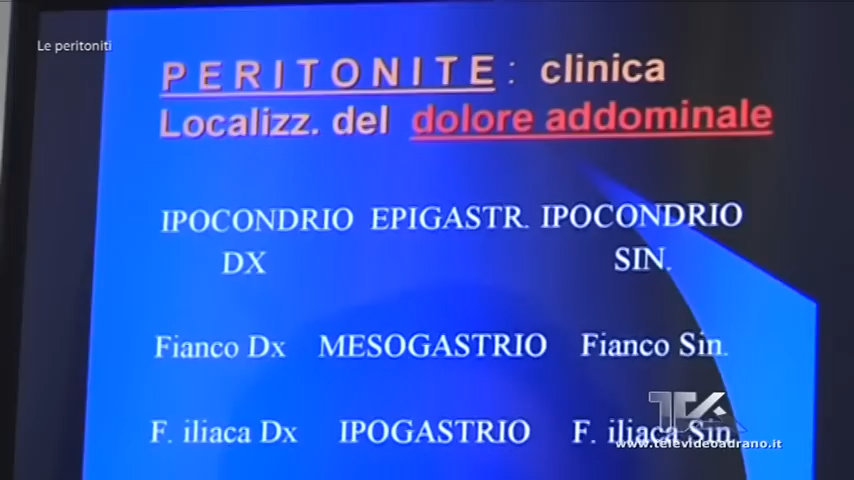 Le peritoniti
PERITONITE : clinica
Localizz. del dolore addominale
IPOCONDRIO EPIGASTR. IPOCONDRIO
DX SIN.
Fianco Dx MESOGASTRIO Fianco Sin.
F. iliaca Dx IPOGASTRIO F. iliaca Sin
www.televideoadrano.it